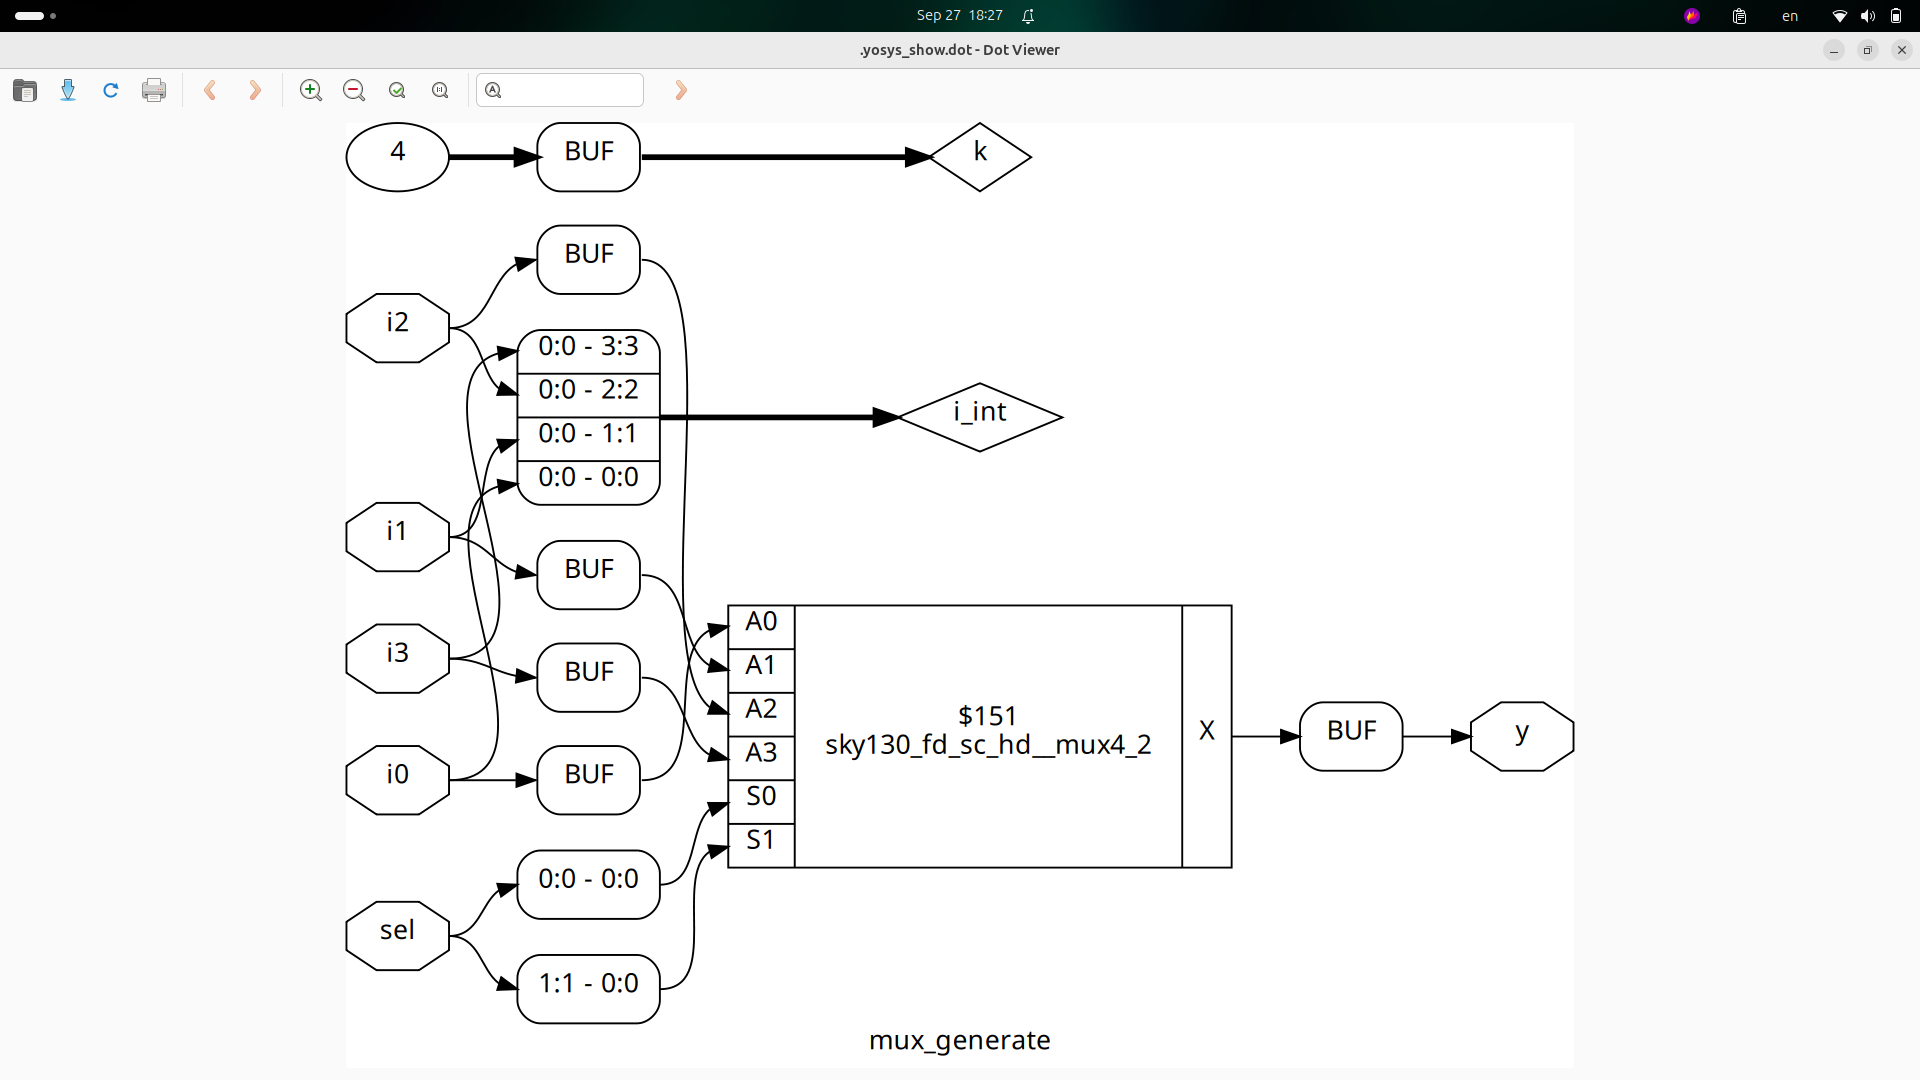 Sep 27 18:27
en
.yosys_show.dot - Dot Viewer
4
BUF
k
BUF
i2
0:0 - 3:3
0:0 - 2:2
0:0 - 1:1
0:0 - 0:0
i_int
i1
BUF
i3
BUF
i0
BUF
A0
A1
A2
A3
S0
S1
$151
sky130_fd_sc_hd__mux4_2
X
BUF
y
0:0 - 0:0
sel
1:1 - 0:0
mux_generate